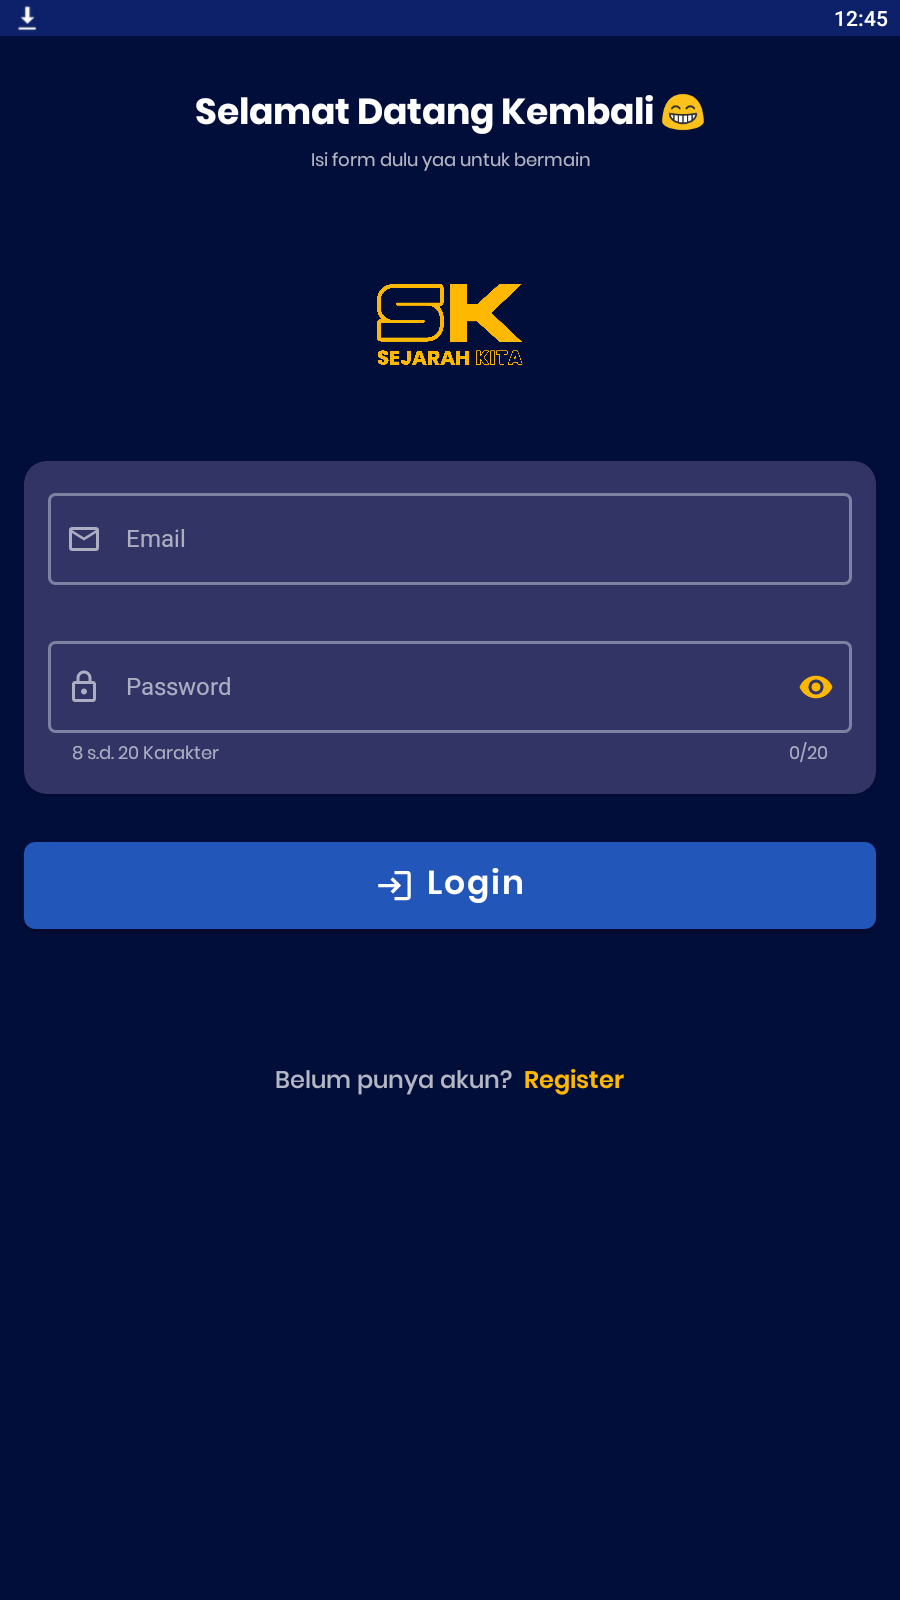 12:45
Selamat Datang Kembali 😁
Isi form dulu yaa untuk bermain
SK
SEJARAH KITA
Email
Password
8 s.d. 20 Karakter 0/20
Login
Belum punya akun? Register